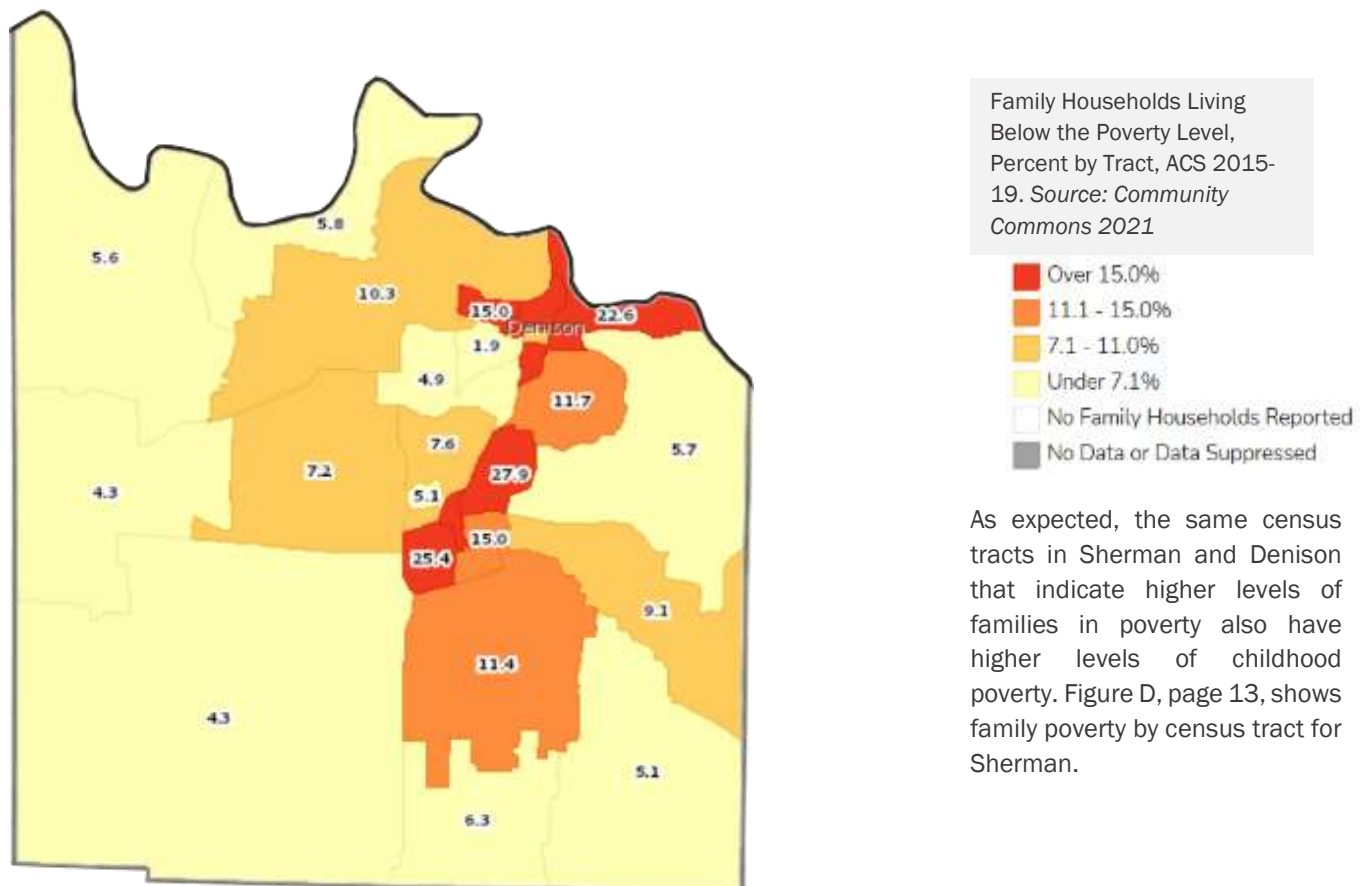 5.8
5.6
10.3
15.0
22.6
Denison
1.9
4.9
11.7
7.6
5.7
7.2
27.9
4.3
5.1
15.0
25.4
9.1
11.4
4.3
5.1
6.3
Family Households Living
Below the Poverty Level,
Percent by Tract, ACS 2015-
19. Source: Community
Commons 2021
Over 15.0%
11.1 - 15.0%
7.1 - 11.0%
Under 7.1%
No Family Households Reported
No Data or Data Suppressed
As expected, the same census
tracts in Sherman and Denison
that indicate higher levels of
families in poverty also have
higher levels of childhood
poverty. Figure D, page 13, shows
family poverty by census tract for
Sherman.